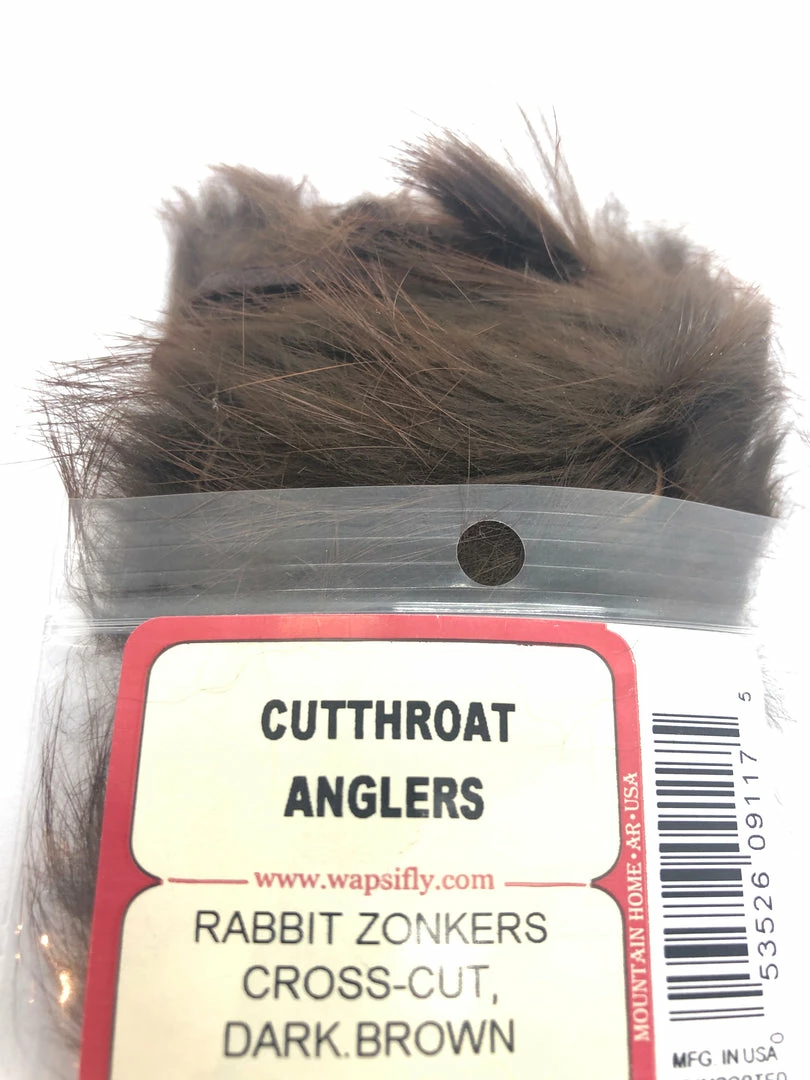 CUTTHROAT
ANGLERS
www.wapsifly.com
RABBIT ZONKERS
CROSS-CUT,
DARK.BROWN
MOUNTAIN HOME • AR • USA
0 53526 09117 5
MFG. IN USA